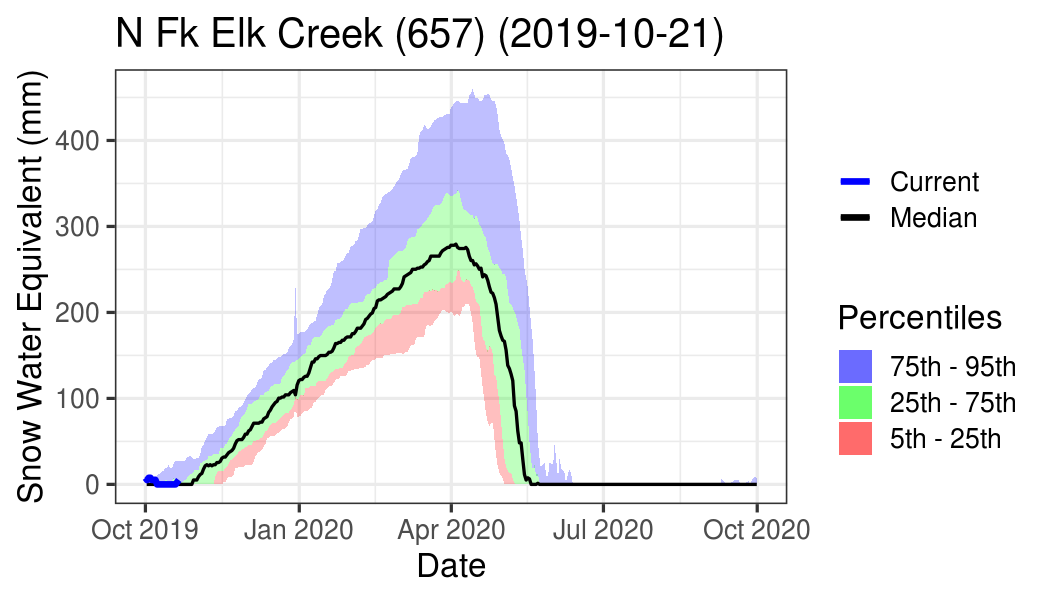 N Fk Elk Creek (657) (2019-10-21)
Snow Water Equivalent (mm)
400
300
200
100
0
Oct 2019
Jan 2020
Apr 2020
Jul 2020
Oct 2020
Date
Current
Median
Percentiles
75th - 95th
25th - 75th
5th - 25th